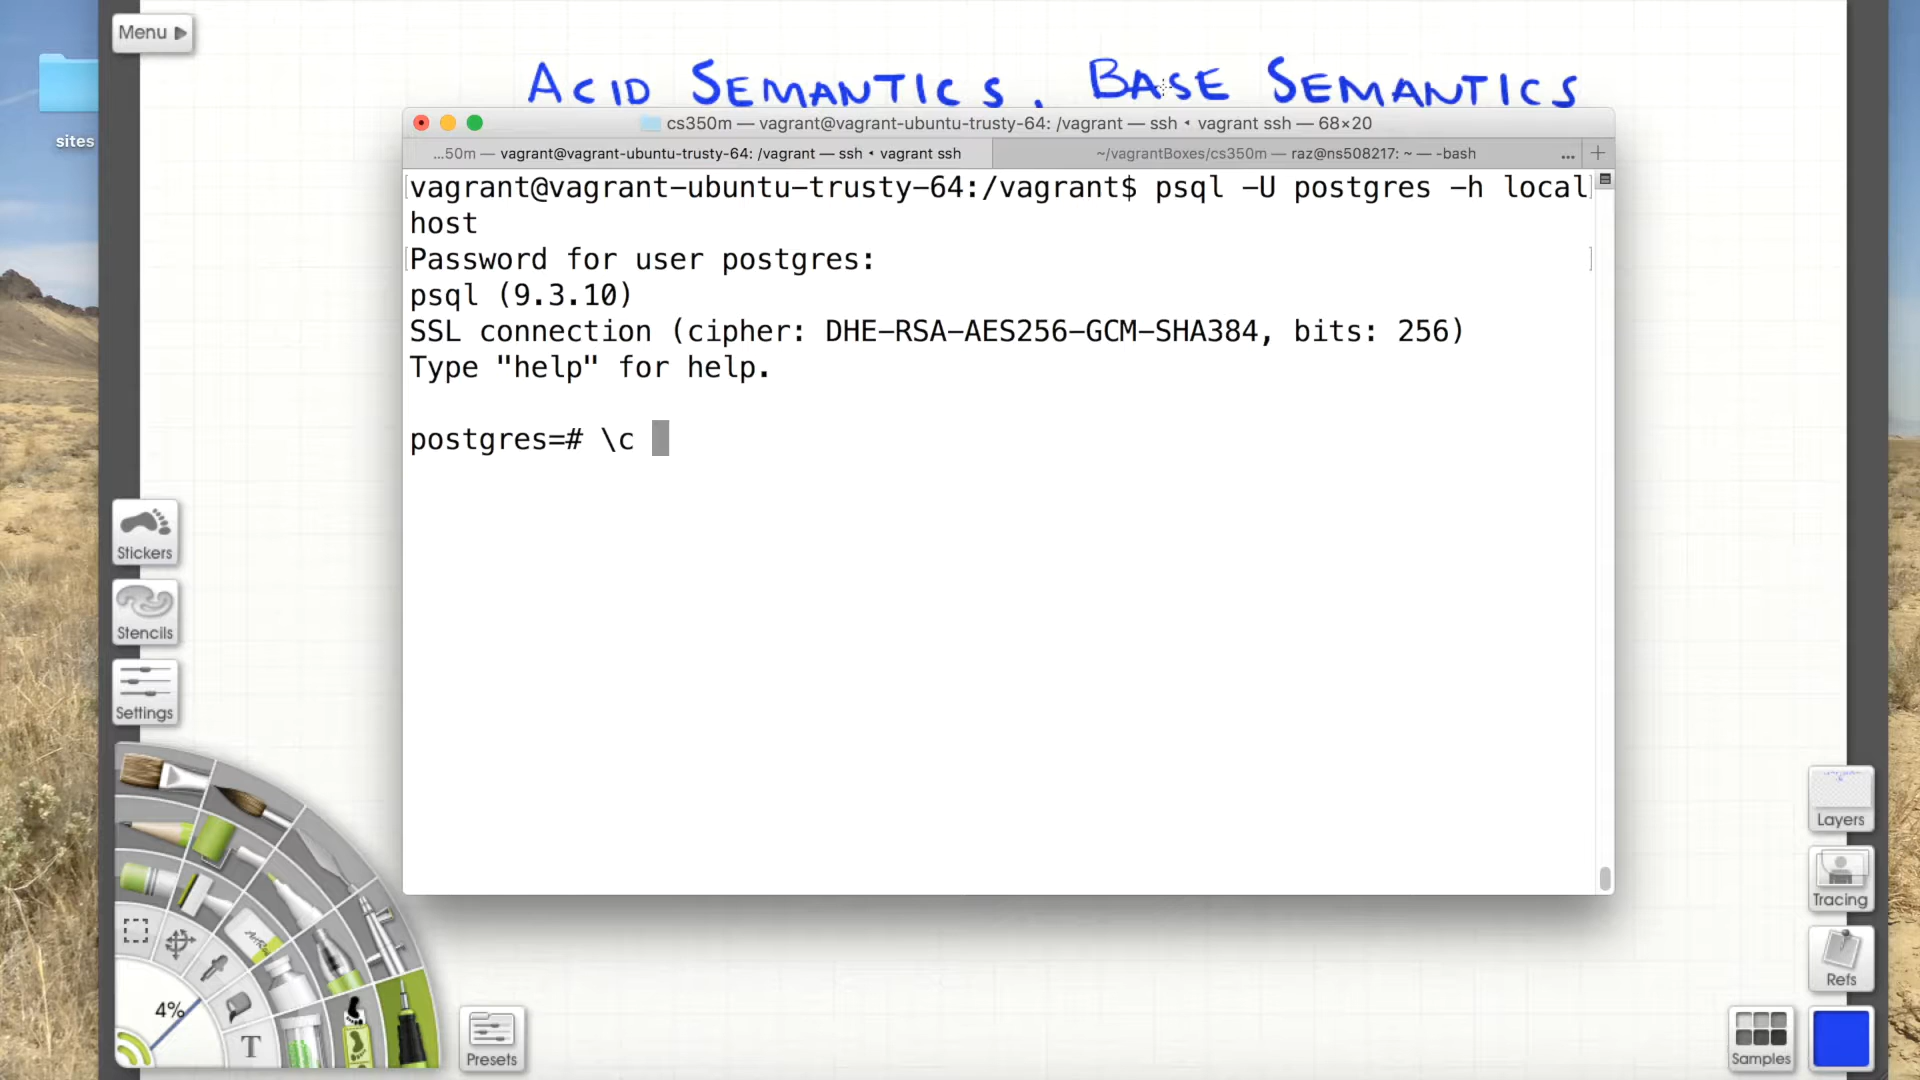 Menu
sites
ACID SEMANTICS, BASE SEMANTICS
cs350m — vagrant@vagrant-ubuntu-trusty-64: /vagrant — ssh ◂ vagrant ssh — 68×20
...50m — vagrant@vagrant-ubuntu-trusty-64: /vagrant — ssh ◂ vagrant ssh
~/vagrantBoxes/cs350m — raz@ns508217: ~ — -bash ...
vagrant@vagrant-ubuntu-trusty-64:/vagrant$ psql -U postgres -h local
host
Password for user postgres:
psql (9.3.10)
SSL connection (cipher: DHE-RSA-AES256-GCM-SHA384, bits: 256)
Type "help" for help.
postgres=# \c
Stickers
Stencils
Settings
4%
T
Presets
Layers
Tracing
Refs
Samples